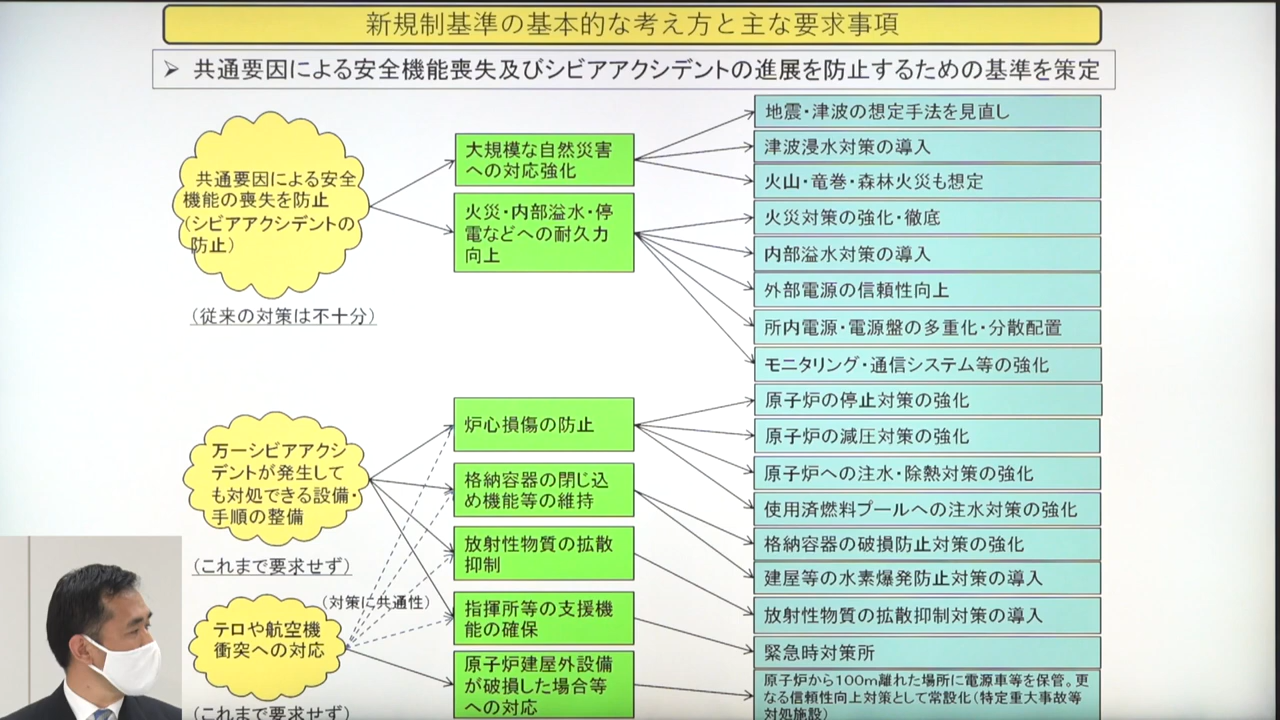 新規制基準の基本的な考え方と主な要求事項
➢ 共通要因による安全機能喪失及びシビアアクシデントの進展を防止するための基準を策定
共通要因による安全
機能の喪失を防止
(シビアアクシデントの
防止)
(従来の対策は不十分)
大規模な自然災害
への対応強化
火災・内部溢水・停
電などへの耐久力
向上
地震・津波の想定手法を見直し
津波浸水対策の導入
火山・竜巻・森林火災も想定
火災対策の強化・徹底
内部溢水対策の導入
外部電源の信頼性向上
所内電源・電源盤の多重化・分散配置
モニタリング・通信システム等の強化
万一シビアアクシ
デントが発生して
も対処できる設備・
手順の整備
(これまで要求せず)
(対策に共通性)
テロや航空機
衝突への対応
(これまで要求せず)
炉心損傷の防止
格納容器の閉じ込
め機能等の維持
放射性物質の拡散
抑制
指揮所等の支援機
能の確保
原子炉建屋外設備
が破損した場合等
への対応
原子炉の停止対策の強化
原子炉の減圧対策の強化
原子炉への注水・除熱対策の強化
使用済燃料プールへの注水対策の強化
格納容器の破損防止対策の強化
建屋等の水素爆発防止対策の導入
放射性物質の拡散抑制対策の導入
緊急時対策所
原子炉から100m離れた場所に電源車等を保管。更
なる信頼性向上対策として常設化(特定重大事故等
対処施設)